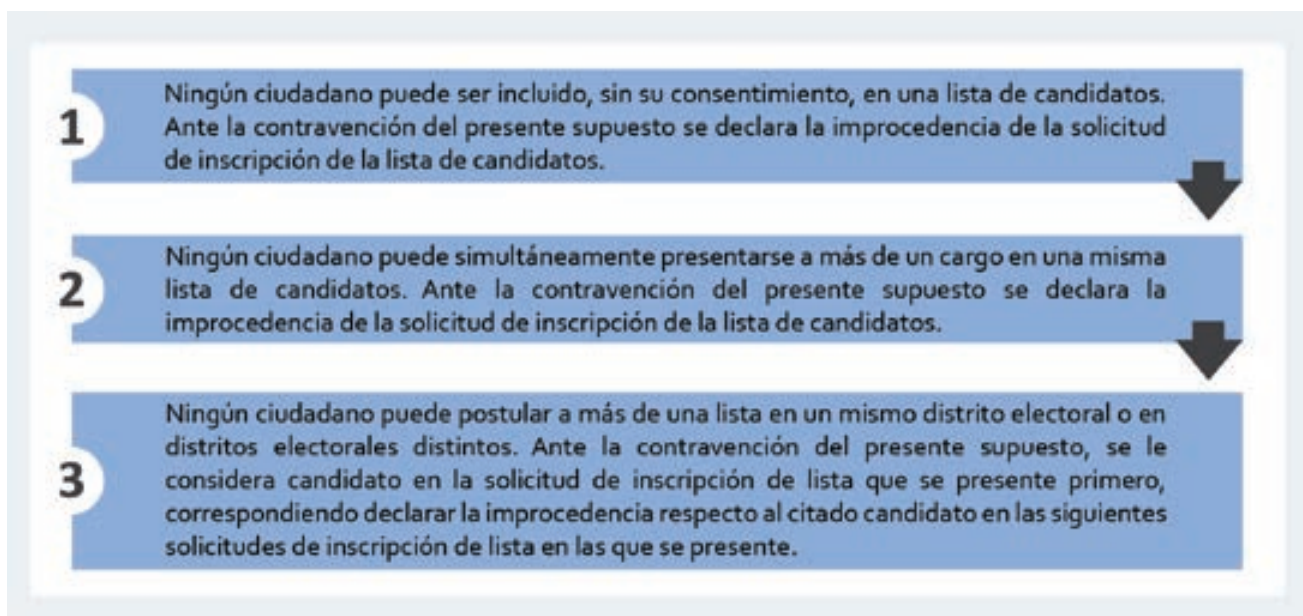 1
Ningún ciudadano puede ser incluido, sin su consentimiento, en una lista de candidatos.
Ante la contravención del presente supuesto se declara la improcedencia de la solicitud
de inscripción de la lista de candidatos.
2
Ningún ciudadano puede simultáneamente presentarse a más de un cargo en una misma
lista de candidatos. Ante la contravención del presente supuesto se declara la
improcedencia de la solicitud de inscripción de la lista de candidatos.
3
Ningún ciudadano puede postular a más de una lista en un mismo distrito electoral o en
distritos electorales distintos. Ante la contravención del presente supuesto, se le
considera candidato en la solicitud de inscripción de lista que se presente primero,
correspondiendo declarar la improcedencia respecto al citado candidato en las siguientes
solicitudes de inscripción de lista en las que se presente.